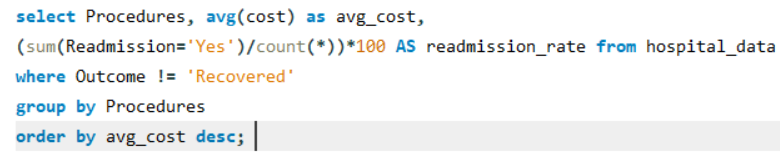 select Procedures, avg(cost) as avg_cost,
(sum(Readmission='Yes')/count(*))*100 AS readmission_rate from hospital_data
where Outcome != 'Recovered'
group by Procedures
order by avg_cost desc;